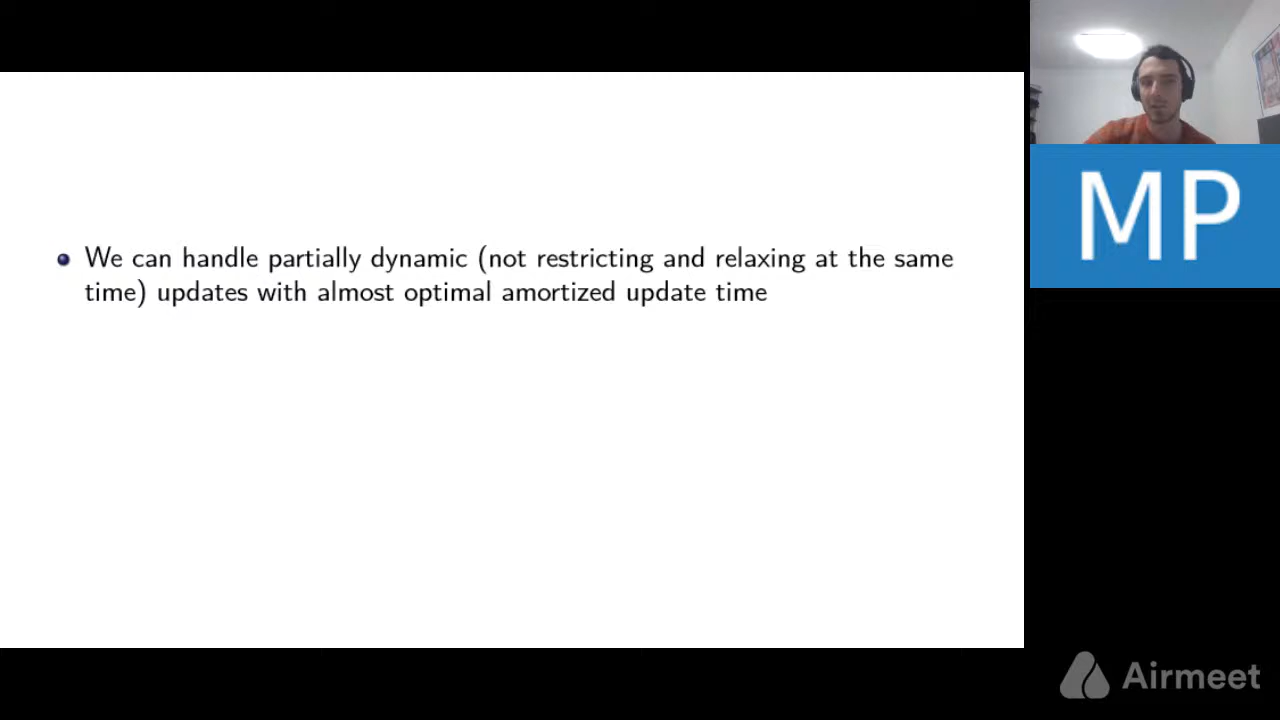 We can handle partially dynamic (not restricting and relaxing at the same
time) updates with almost optimal amortized update time
MP
Airmeet